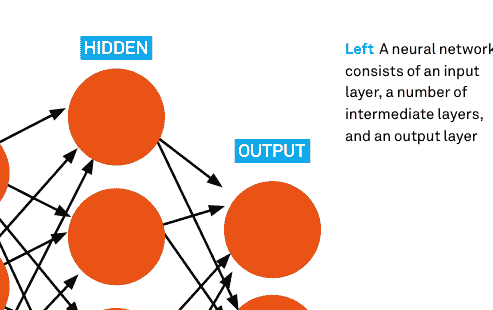 HIDDEN
OUTPUT
Left A neural network
consists of an input
layer, a number of
intermediate layers,
and an output layer